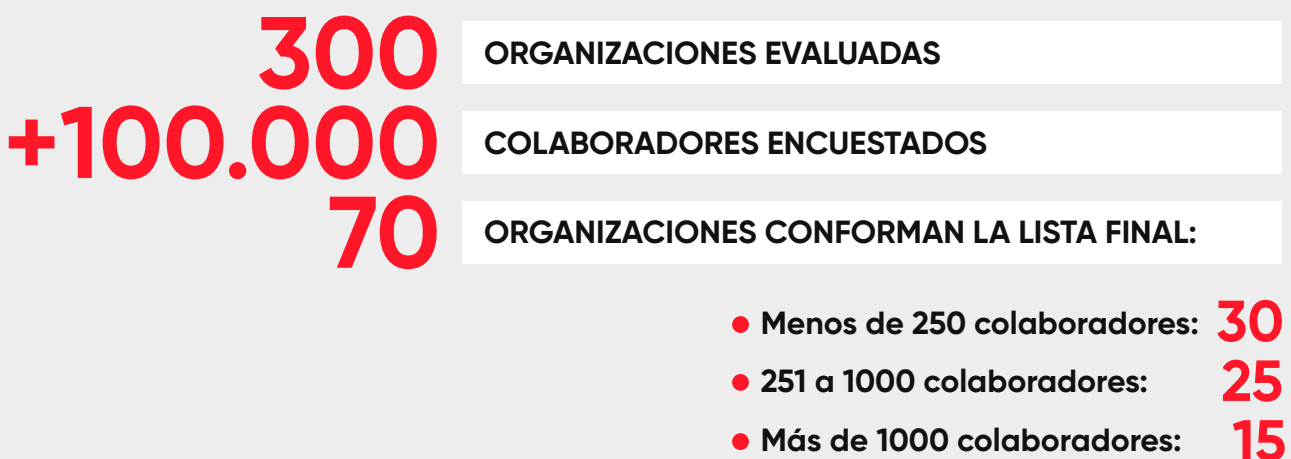 300 ORGANIZACIONES EVALUADAS
+100.000 COLABORADORES ENCUESTADOS
70 ORGANIZACIONES CONFORMAN LA LISTA FINAL:
• Menos de 250 colaboradores: 30
• 251 a 1000 colaboradores: 25
• Más de 1000 colaboradores: 15